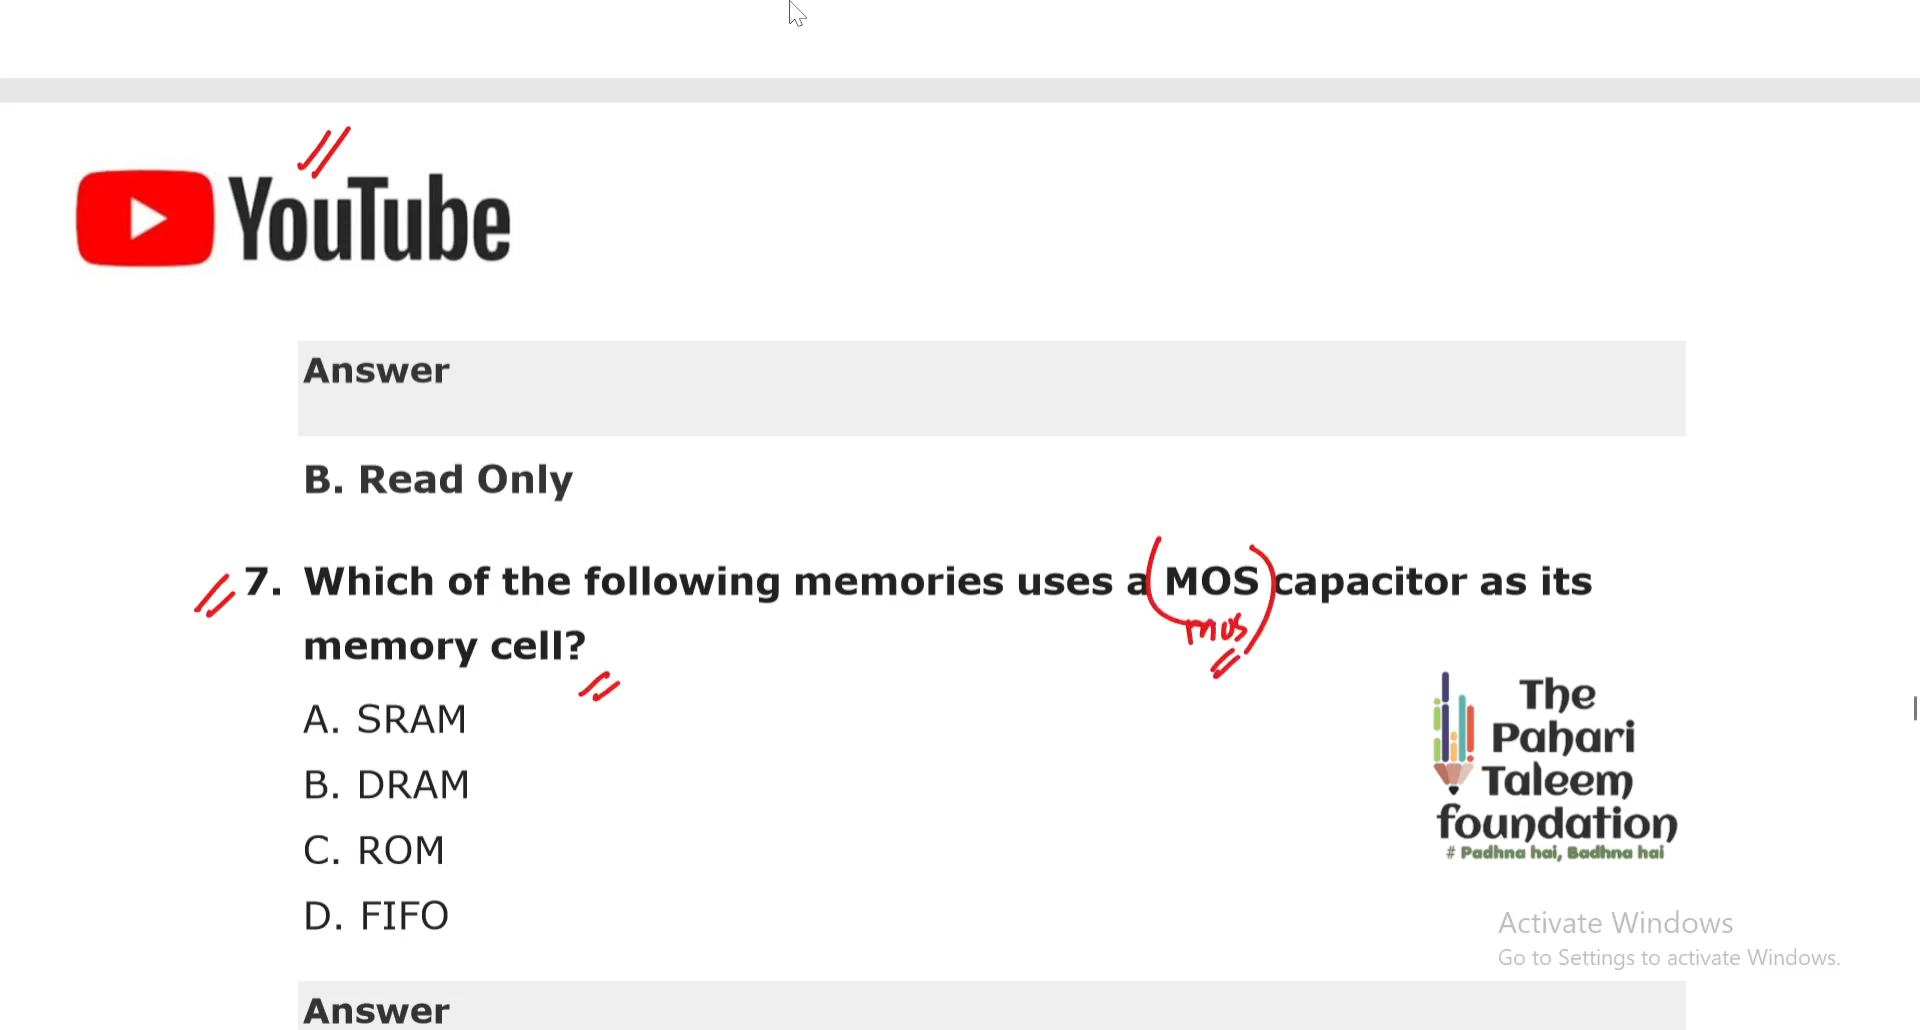 YouTube
Answer
B. Read Only
7. Which of the following memories uses a MOS capacitor as its
mos
memory cell?
A. SRAM
B. DRAM
C. ROM
D. FIFO
The
Pahari
Taleem
foundation
# Padhna hai, Badhna hai
Activate Windows
Go to Settings to activate Windows.
Answer